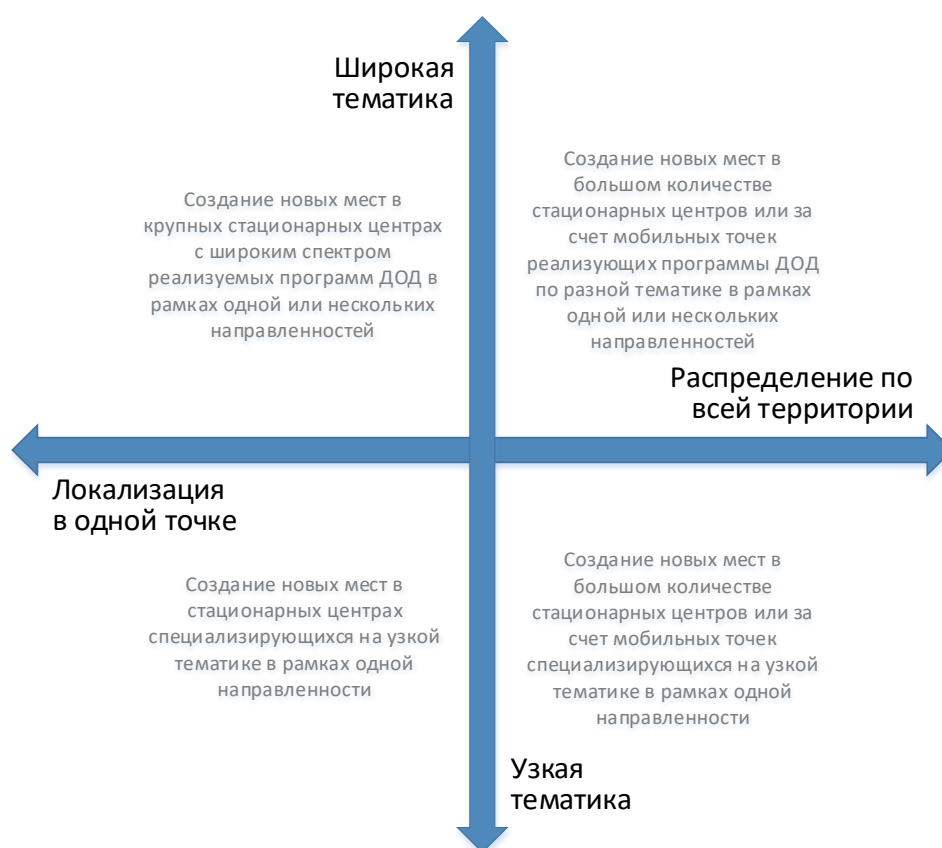 Широкая
тематика
Создание новых мест в
крупных стационарных центрах
с широким спектром
реализуемых программ ДОД в
рамках одной или нескольких
направленностей
Создание новых мест в
большом количестве
стационарных центров или за
счет мобильных точек
реализующих программы ДОД
по разной тематике в рамках
одной или нескольких
направленностей
Распределение по
всей территории
Локализация
в одной точке
Создание новых мест в
стационарных центрах
специализирующихся на узкой
тематике в рамках одной
направленности
Создание новых мест в
большом количестве
стационарных центров или за
счет мобильных точек
специализирующихся на узкой
тематике в рамках одной
направленности
Узкая
тематика